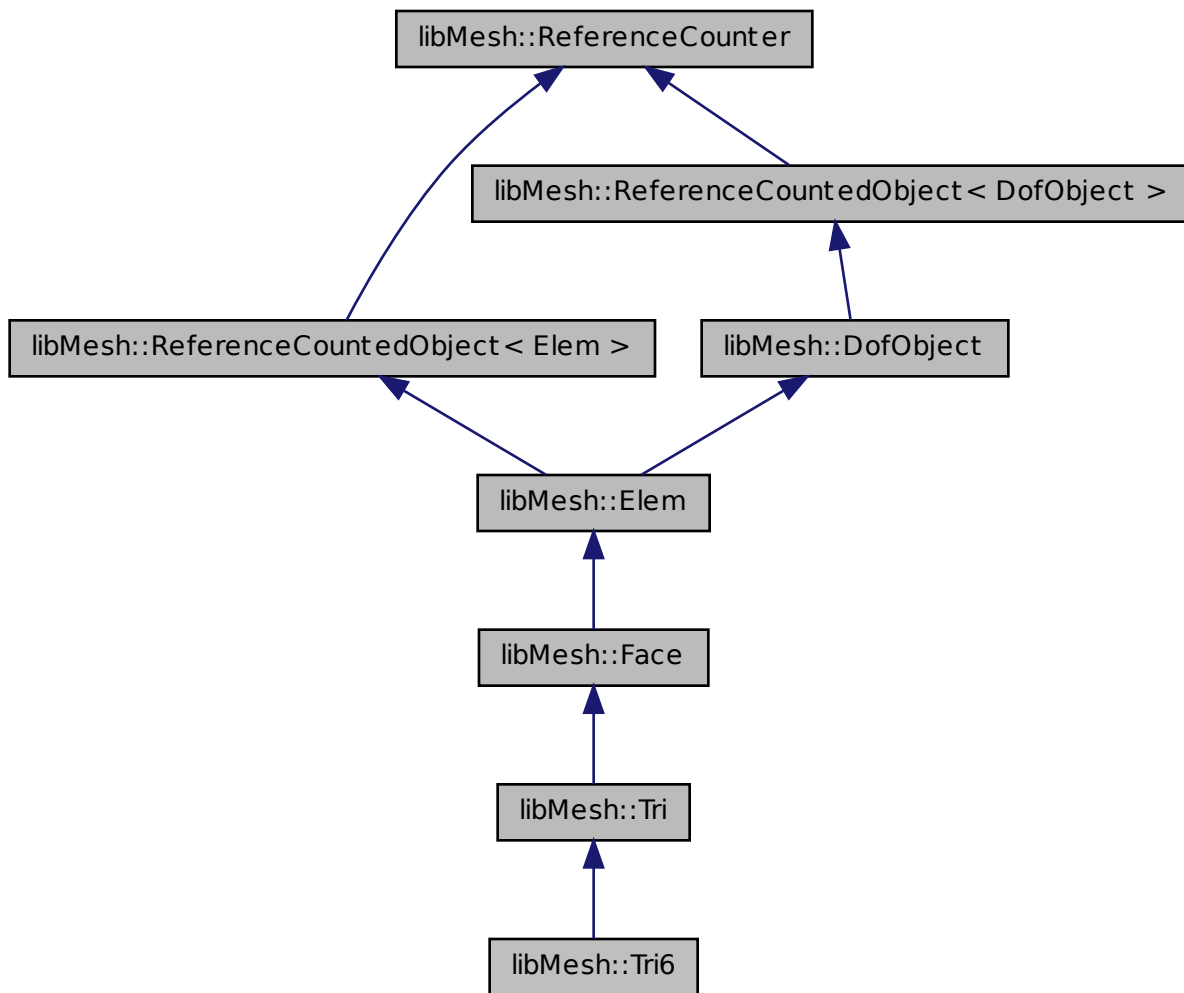 libMesh::ReferenceCounter
libMesh::ReferenceCountedObject< DofObject >
libMesh::ReferenceCountedObject< Elem >
libMesh::DofObject
libMesh::Elem
libMesh::Face
libMesh::Tri
libMesh::Tri6